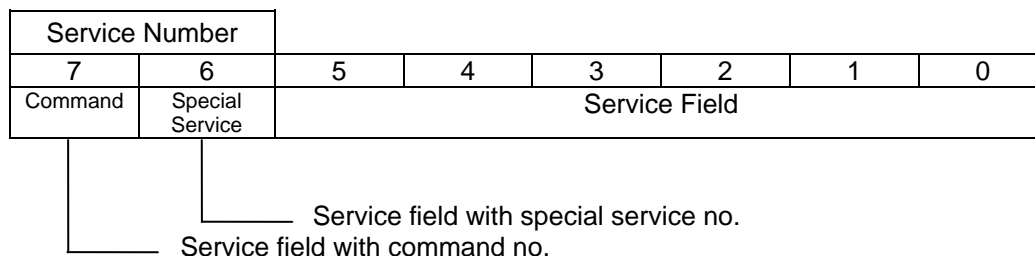 Service Number
7 6 5 4 3 2 1 0
Command Special Service Service Field
Service field with special service no.
Service field with command no.